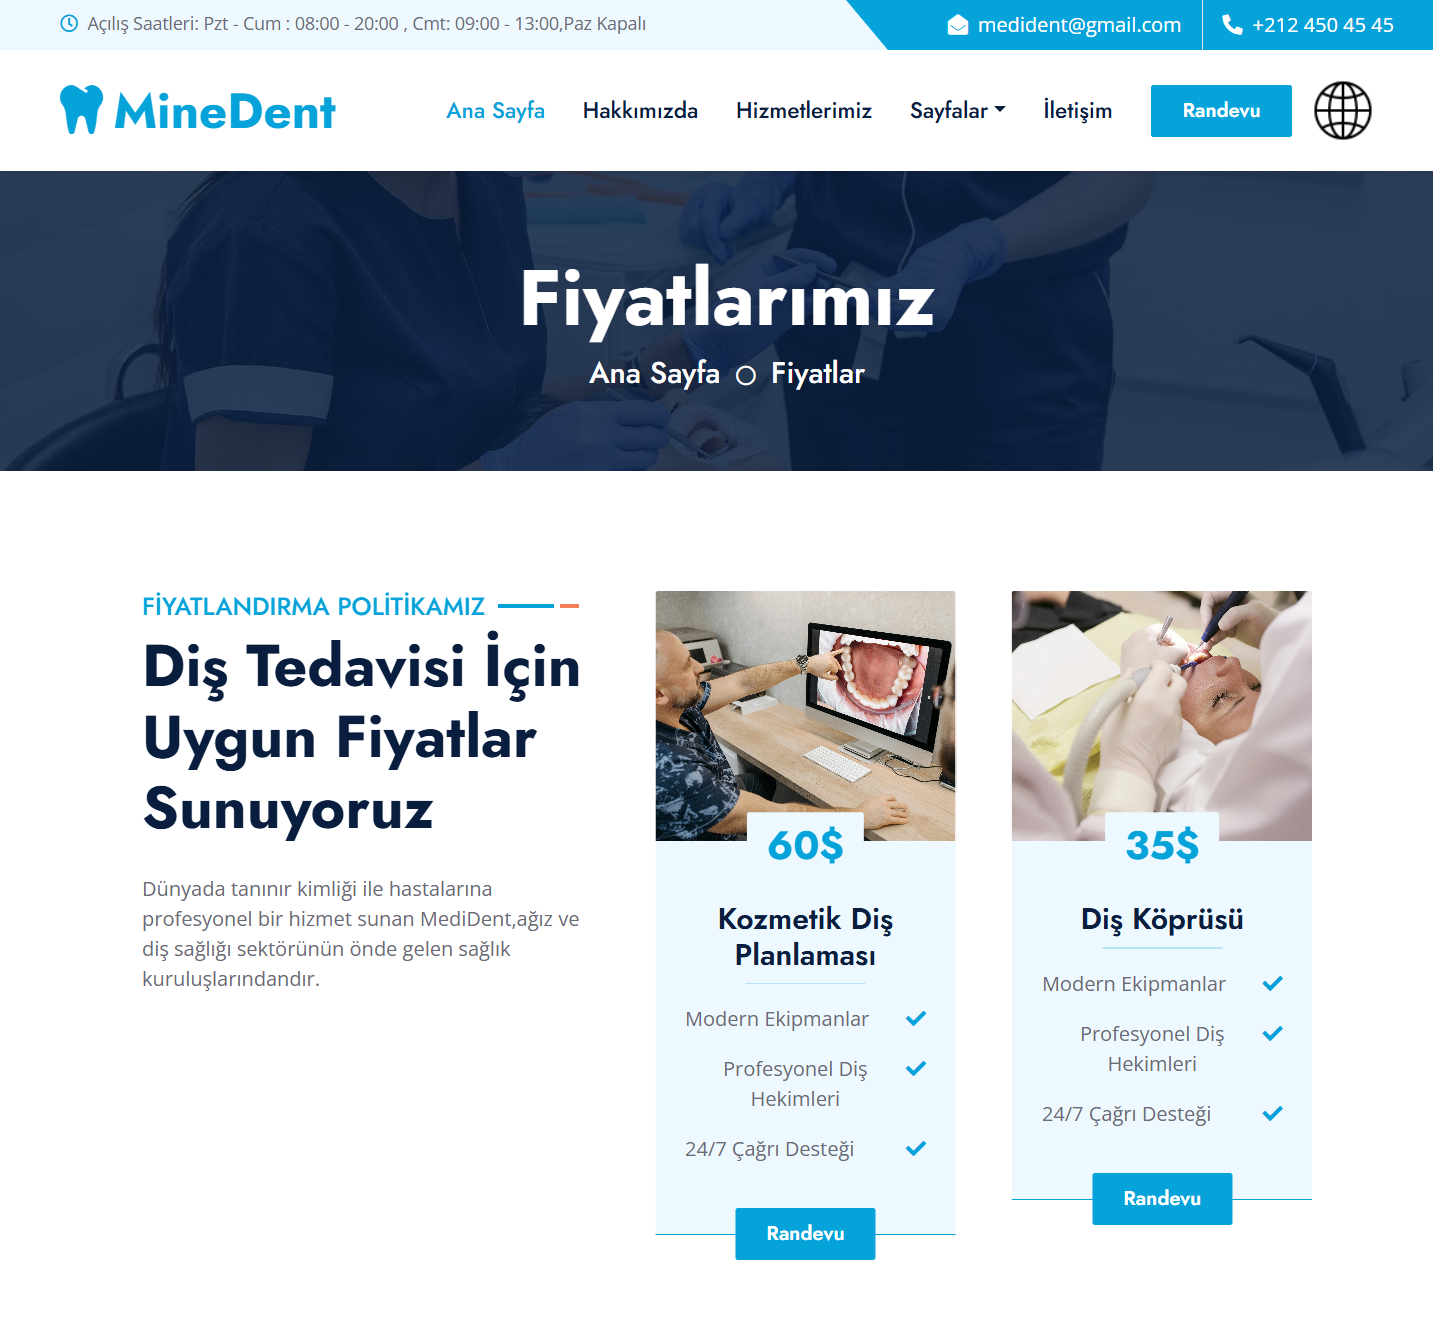 Açılış Saatleri: Pzt - Cum : 08:00 - 20:00 , Cmt: 09:00 - 13:00,Paz Kapalı
medident@gmail.com
+212 450 45 45
MineDent
Ana Sayfa
Hakkımızda
Hizmetlerimiz
Sayfalar
İletişim
Randevu
Fiyatlarımız
Ana Sayfa
Fiyatlar
FİYATLANDIRMA POLİTİKAMIZ
Diş Tedavisi İçin
Uygun Fiyatlar
Sunuyoruz
Dünyada tanınır kimliği ile hastalarına
profesyonel bir hizmet sunan MediDent,ağız ve
diş sağlığı sektörünün önde gelen sağlık
kuruluşlarındandır.
60$
Kozmetik Diş
Planlaması
Modern Ekipmanlar
Profesyonel Diş
Hekimleri
24/7 Çağrı Desteği
Randevu
35$
Diş Köprüsü
Modern Ekipmanlar
Profesyonel Diş
Hekimleri
24/7 Çağrı Desteği
Randevu